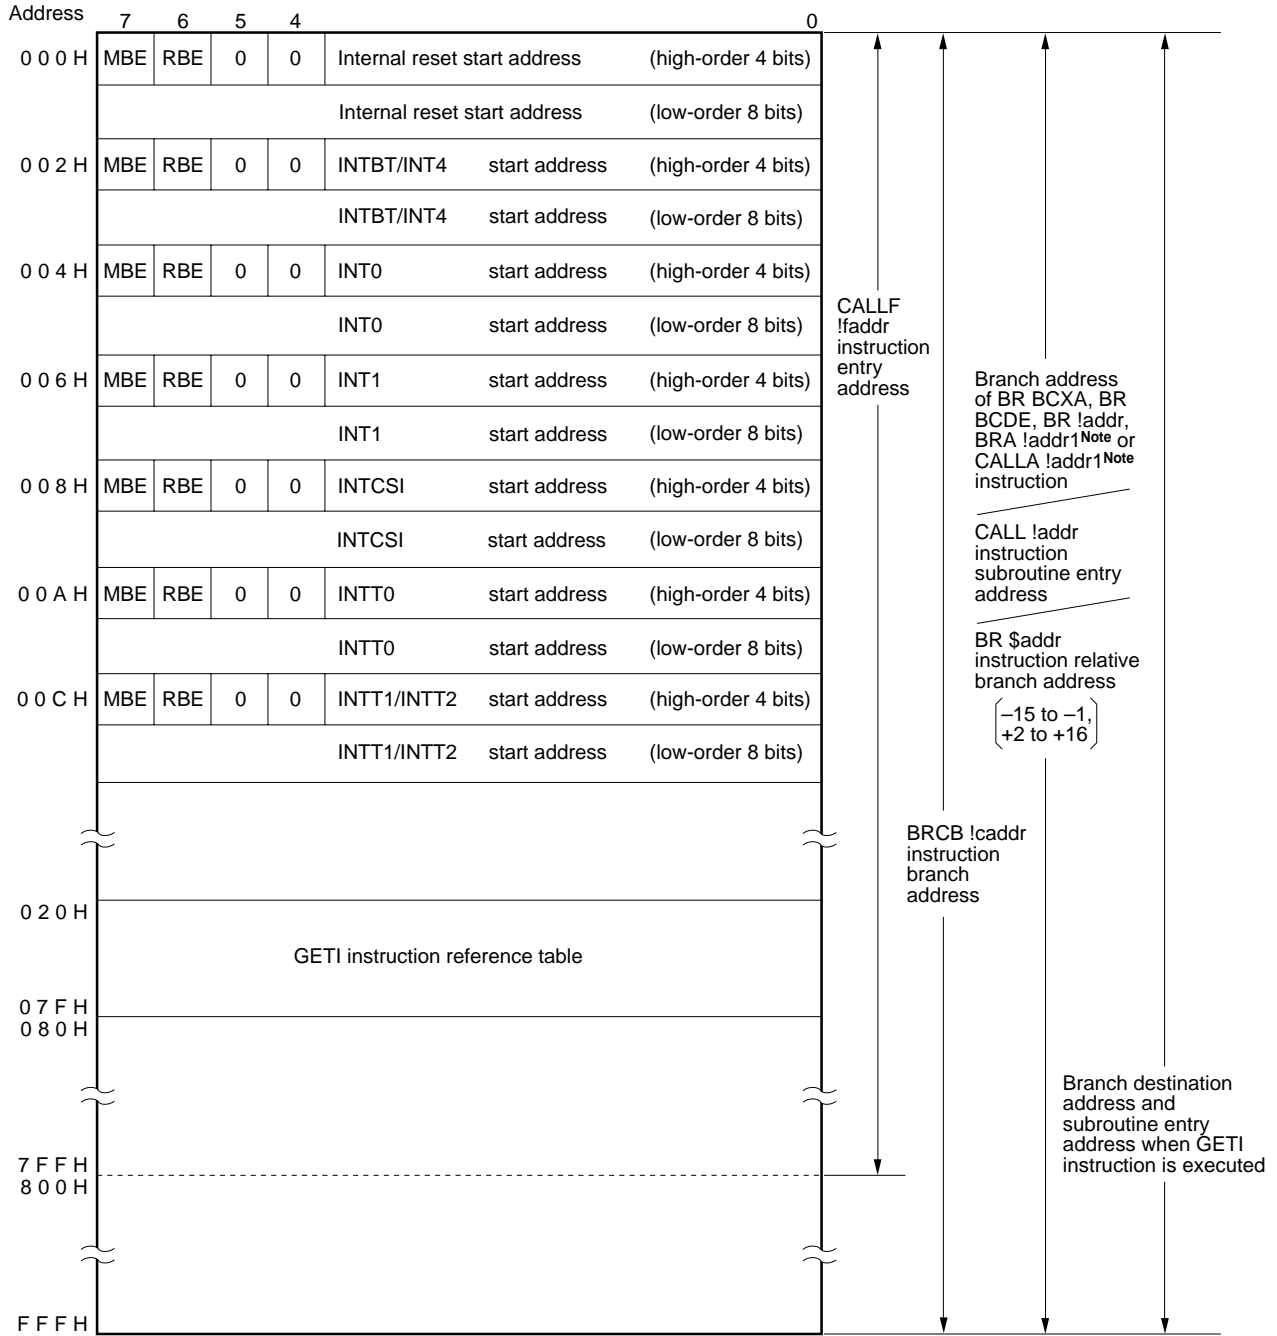 Address
7 6 5 4 0
000H MBE RBE 0 0 Internal reset start address (high-order 4 bits)
Internal reset start address (low-order 8 bits)
002H MBE RBE 0 0 INTBT/INT4 start address (high-order 4 bits)
INTBT/INT4 start address (low-order 8 bits)
004H MBE RBE 0 0 INT0 start address (high-order 4 bits)
INT0 start address (low-order 8 bits)
006H MBE RBE 0 0 INT1 start address (high-order 4 bits)
INT1 start address (low-order 8 bits)
008H MBE RBE 0 0 INTCSI start address (high-order 4 bits)
INTCSI start address (low-order 8 bits)
00AH MBE RBE 0 0 INTT0 start address (high-order 4 bits)
INTT0 start address (low-order 8 bits)
00CH MBE RBE 0 0 INTT1/INTT2 start address (high-order 4 bits)
INTT1/INTT2 start address (low-order 8 bits)
020H
GETI instruction reference table
07FH
080H
7FFH
800H
FFFH
CALLF
!faddr
instruction
entry
address
BRCB !caddr
instruction
branch
address
Branch address
of BR BCXA, BR
BCDE, BR !addr,
BRA !addr1Note or
CALLA !addr1Note
instruction
CALL !addr
instruction
subroutine entry
address
BR $addr
instruction relative
branch address
–15 to –1,
+2 to +16
Branch destination
address and
subroutine entry
address when GETI
instruction is executed